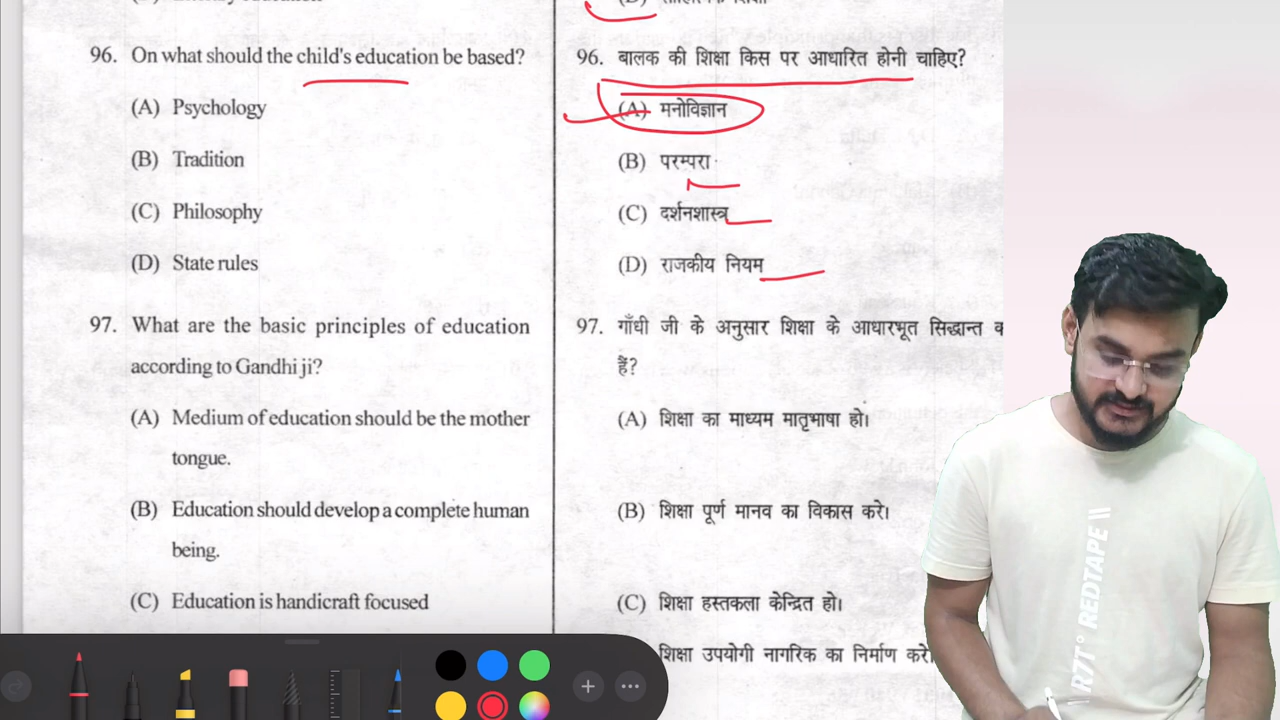 96. On what should the child's education be based?
(A) Psychology
(B) Tradition
(C) Philosophy
(D) State rules
97. What are the basic principles of education
according to Gandhi ji?
(A) Medium of education should be the mother
tongue.
(B) Education should develop a complete human
being.
(C) Education is handicraft focused
96. बालक की शिक्षा किस पर आधारित होनी चाहिए?
(A) मनोविज्ञान
(B) परम्परा
(C) दर्शनशास्त्र
(D) राजकीय नियम
97. गाँधी जी के अनुसार शिक्षा के आधारभूत सिद्धान्त
हैं?
(A) शिक्षा का माध्यम मातृभाषा हो।
(B) शिक्षा पूर्ण मानव का विकास करे।
(C) शिक्षा हस्तकला केन्द्रित हो।
शिक्षा उपयोगी नागरिक का निर्माण करे।
REDTAPE